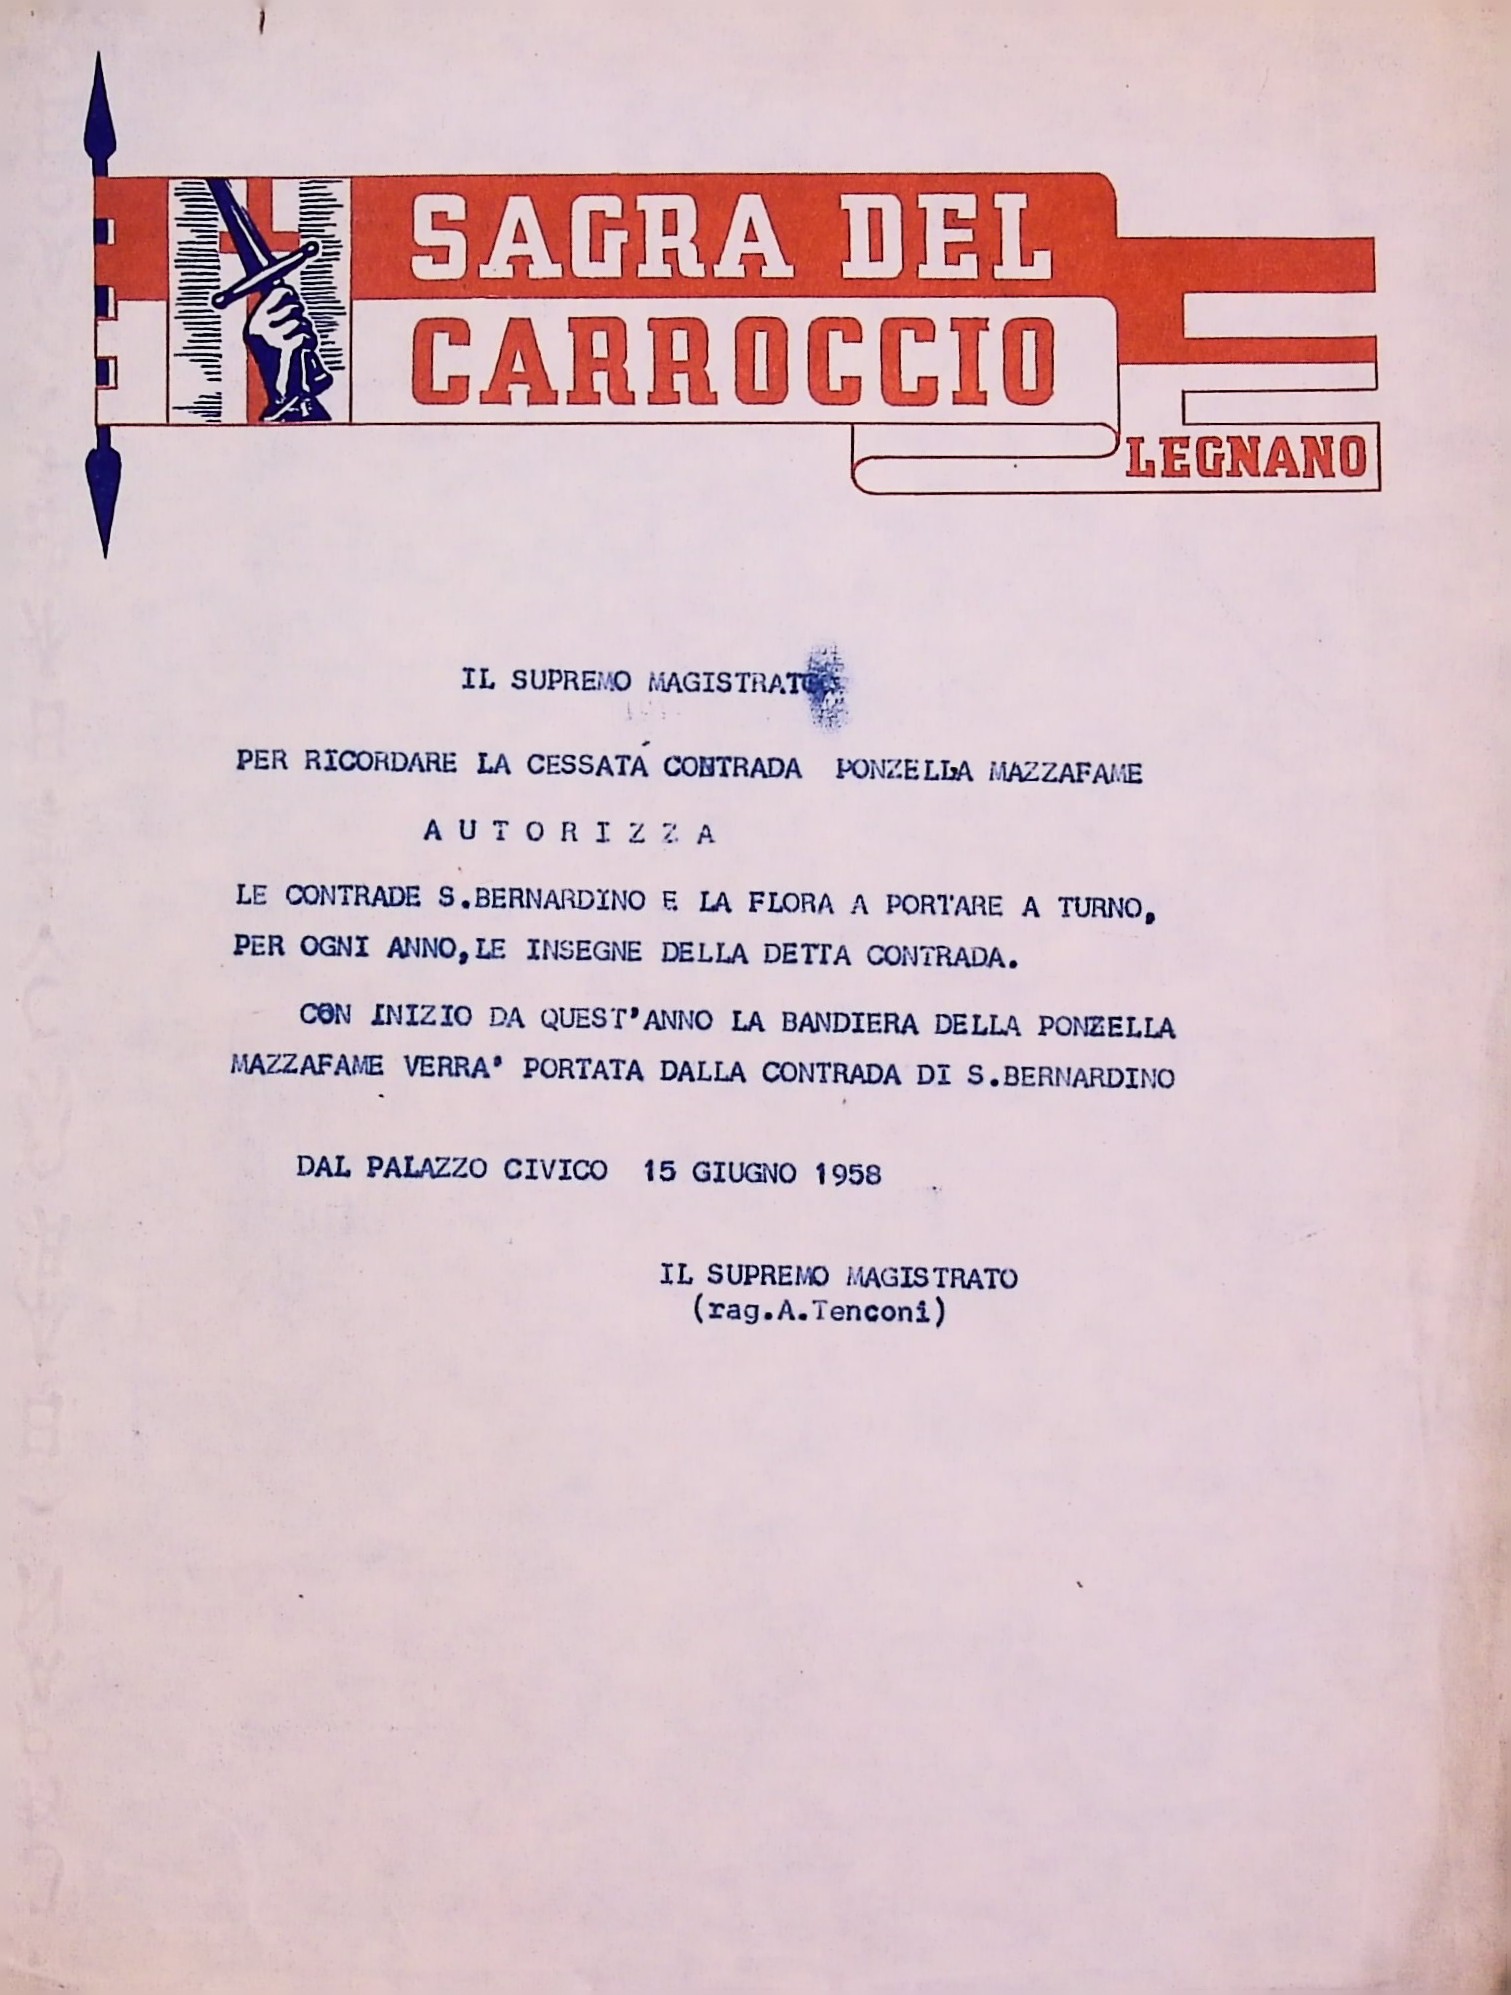 SAGRA DEL
CARROCCIO
LEGNANO
IL SUPREMO MAGISTRATO
PER RICORDARE LA CESSATA CONTRADA PONZELLA MAZZAFAME
A U T O R I Z Z A
LE CONTRADE S.BERNARDINO E LA FLORA A PORTARE A TURNO,
PER OGNI ANNO, LE INSEGNE DELLA DETTA CONTRADA.
CON INIZIO DA QUEST'ANNO LA BANDIERA DELLA PONZELLA
MAZZAFAME VERRA' PORTATA DALLA CONTRADA DI S.BERNARDINO
DAL PALAZZO CIVICO 15 GIUGNO 1958
IL SUPREMO MAGISTRATO
(rag.A.Tenconi)